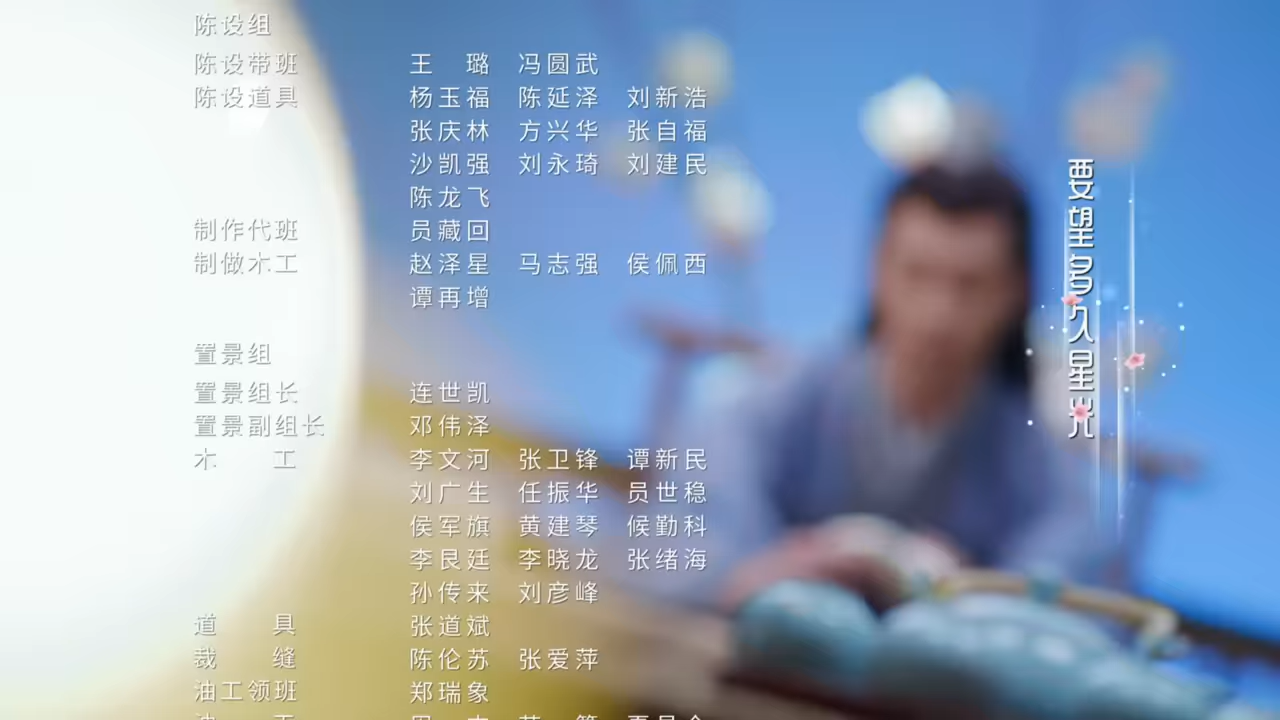 陈设组
陈设带班 王 璐 冯圆武
陈设道具 杨玉福 陈延泽 刘新浩
张庆林 方兴华 张自福
沙凯强 刘永琦 刘建民
陈龙飞
制作代班 员藏回
制做木工 赵泽星 马志强 侯佩西
谭再增
置景组
置景组长 连世凯
置景副组长 邓伟泽
木 工 李文河 张卫锋 谭新民
刘广生 任振华 员世稳
侯军旗 黄建琴 候勤科
李艮廷 李晓龙 张绪海
孙传来 刘彦峰
道 具 张道斌
裁 缝 陈伦苏 张爱萍
油工领班 郑瑞象
要望多久星光